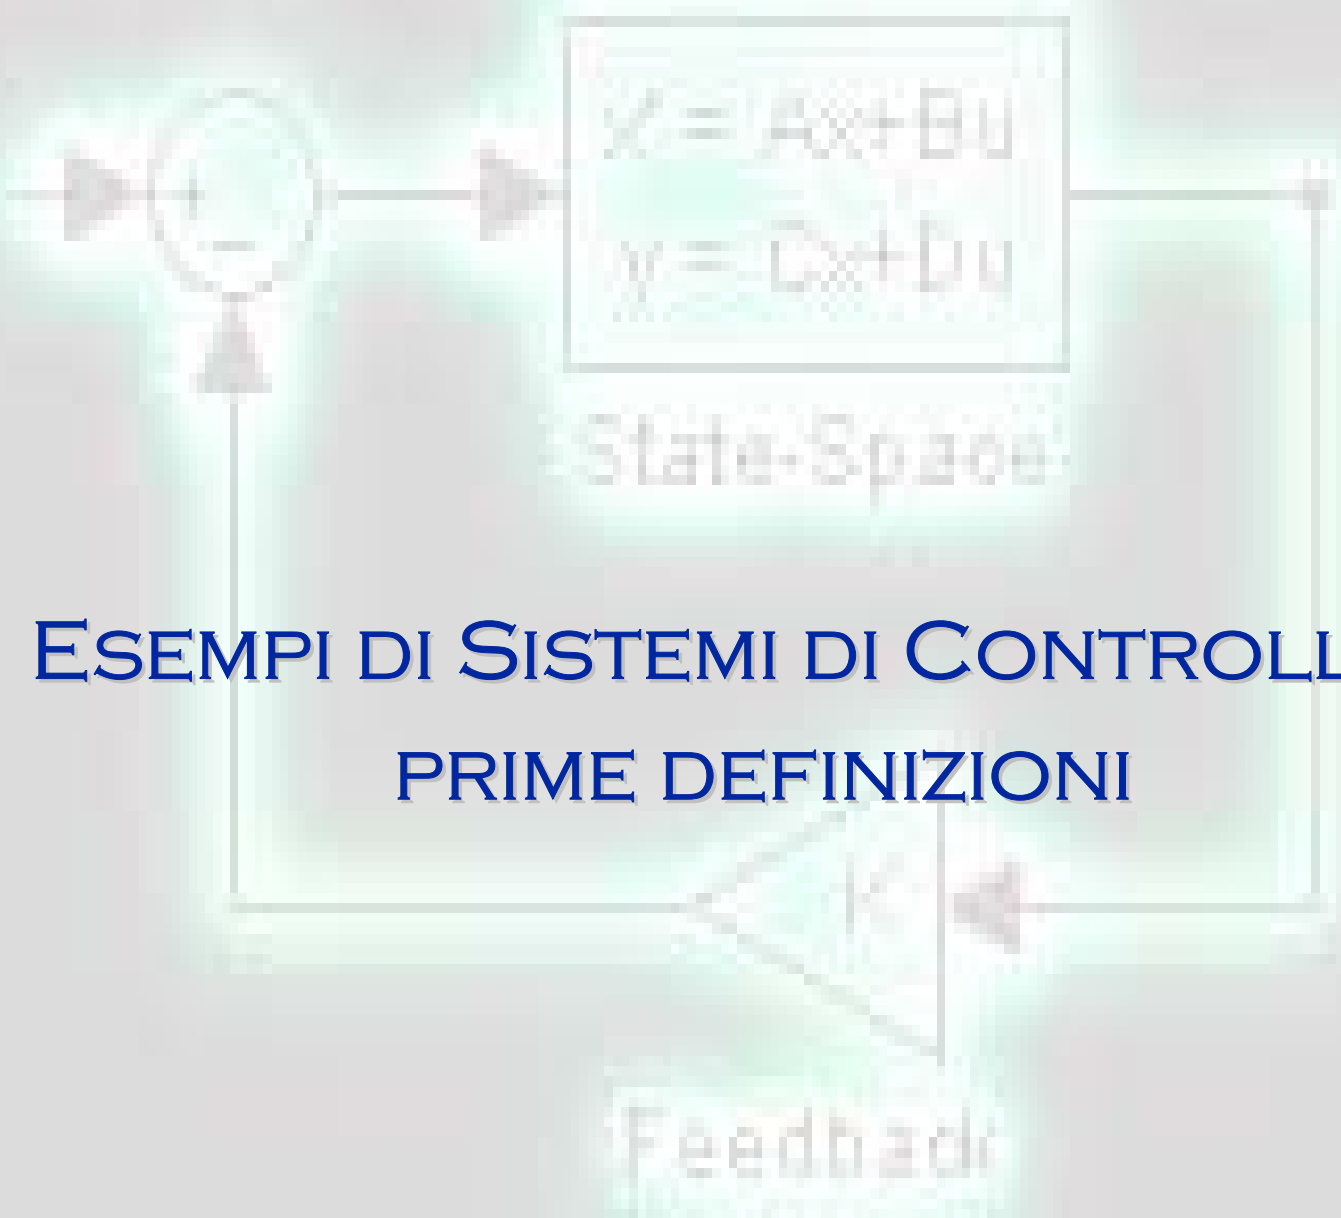 x = Ax+Bu
y = Cx+Du
State-Space
ESEMPI DI SISTEMI DI CONTROLL
PRIME DEFINIZIONI
K
Feedback